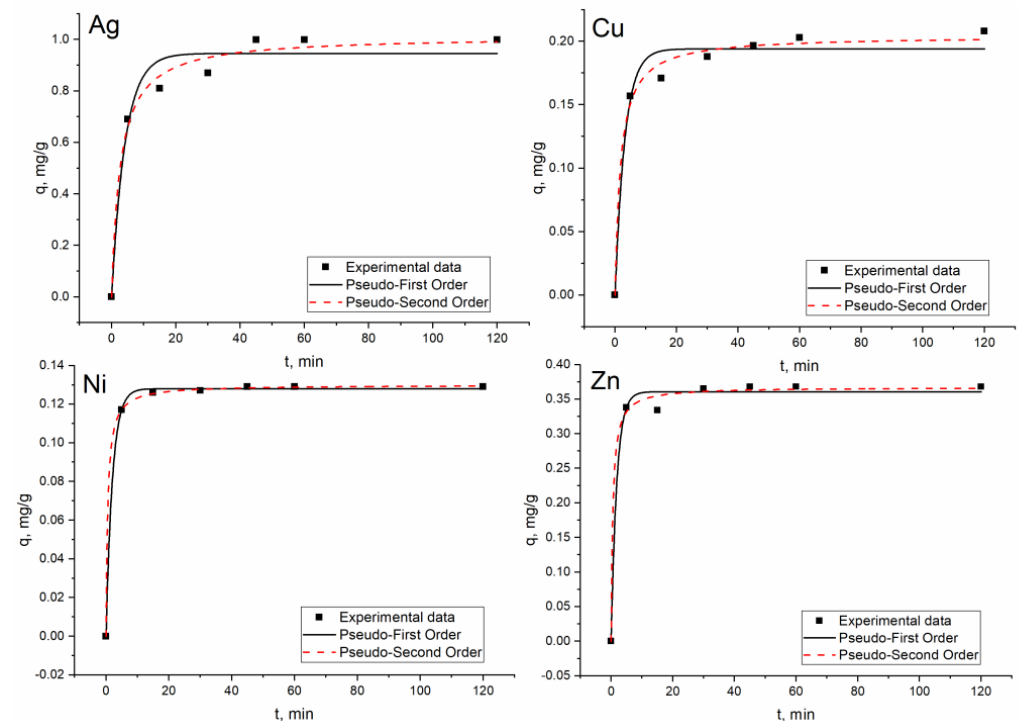 Ag
1.0
0.8
0.6
0.4
0.2
0.0
q, mg/g
0 20 40 60 80 100 120
t, min
Experimental data
Pseudo-First Order
Pseudo-Second Order
Cu
0.20
0.15
0.10
0.05
0.00
q, mg/g
0 20 40 60 80 100 120
t, min
Experimental data
Pseudo-First Order
Pseudo-Second Order
Ni
0.14
0.12
0.10
0.08
0.06
0.04
0.02
0.00
-0.02
q, mg/g
0 20 40 60 80 100 120
t, min
Experimental data
Pseudo-First Order
Pseudo-Second Order
Zn
0.40
0.35
0.30
0.25
0.20
0.15
0.10
0.05
0.00
-0.05
q, mg/g
0 20 40 60 80 100 120
t, min
Experimental data
Pseudo-First Order
Pseudo-Second Order